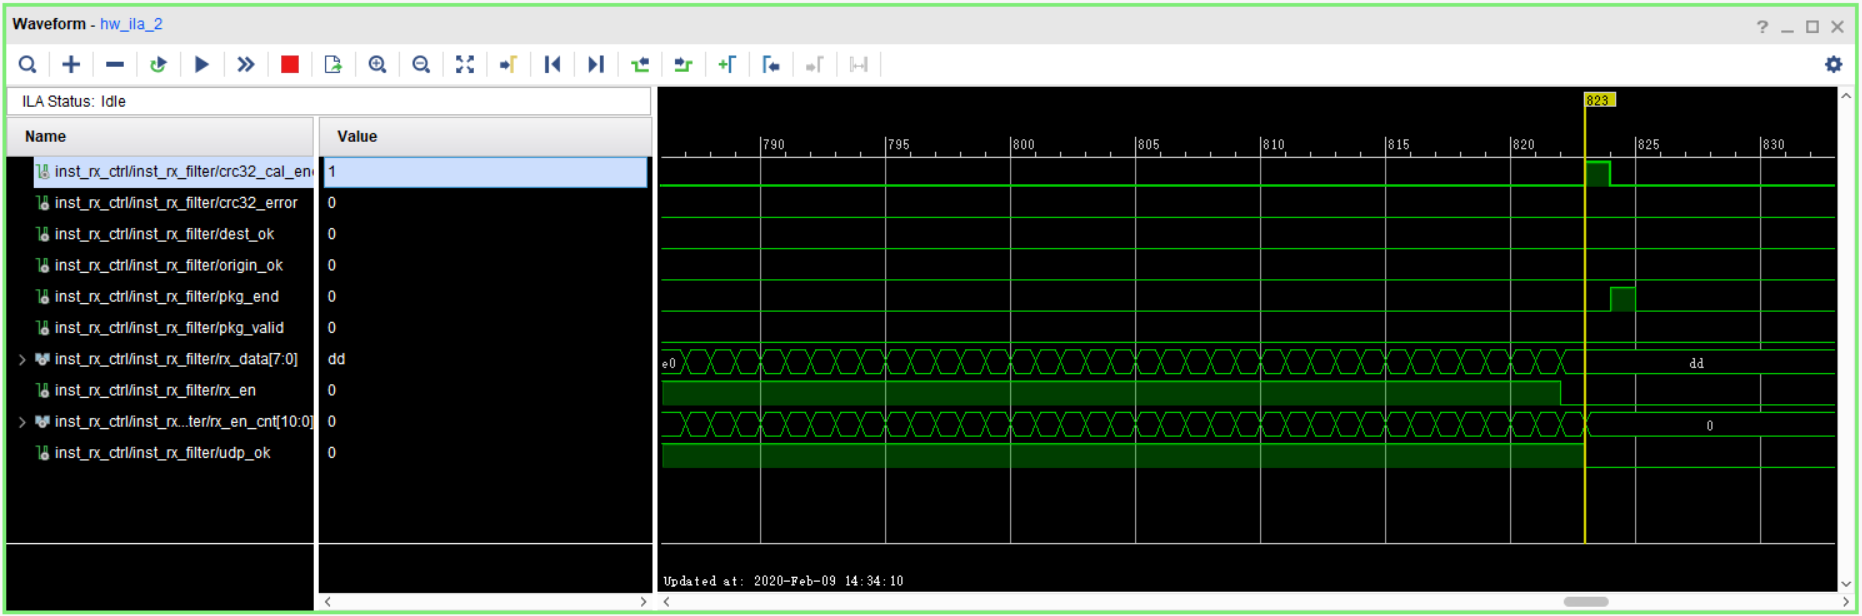 Waveform - hw_ila_2
? _ □ ×
ILA Status: Idle
Name Value
inst_rx_ctrl/inst_rx_filter/crc32_cal_en 1
inst_rx_ctrl/inst_rx_filter/crc32_error 0
inst_rx_ctrl/inst_rx_filter/dest_ok 0
inst_rx_ctrl/inst_rx_filter/origin_ok 0
inst_rx_ctrl/inst_rx_filter/pkg_end 0
inst_rx_ctrl/inst_rx_filter/pkg_valid 0
inst_rx_ctrl/inst_rx_filter/rx_data[7:0] dd
inst_rx_ctrl/inst_rx_filter/rx_en 0
inst_rx_ctrl/inst_rx...ter/rx_en_cnt[10:0] 0
inst_rx_ctrl/inst_rx_filter/udp_ok 0
823
790 795 800 805 810 815 820 825 830
e0 dd
0
Updated at: 2020-Feb-09 14:34:10